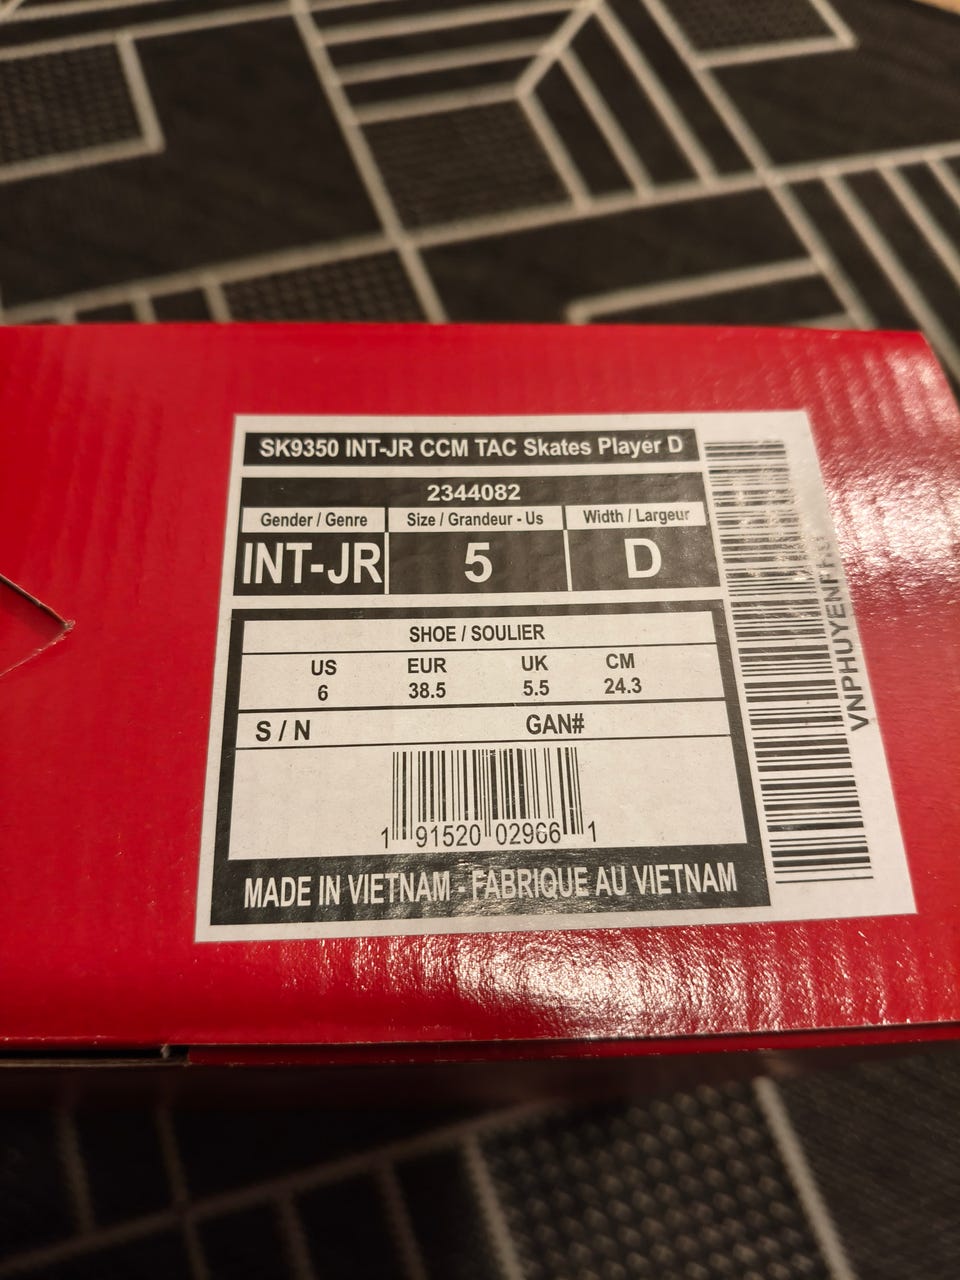 SK9350 INT-JR CCM TAC Skates Player D
2344082
Gender / Genre Size / Grandeur - Us Width / Largeur
INT-JR 5 D
SHOE / SOULIER
US EUR UK CM
6 38.5 5.5 24.3
S / N GAN#
1 91520 02966 1
MADE IN VIETNAM - FABRIQUE AU VIETNAM